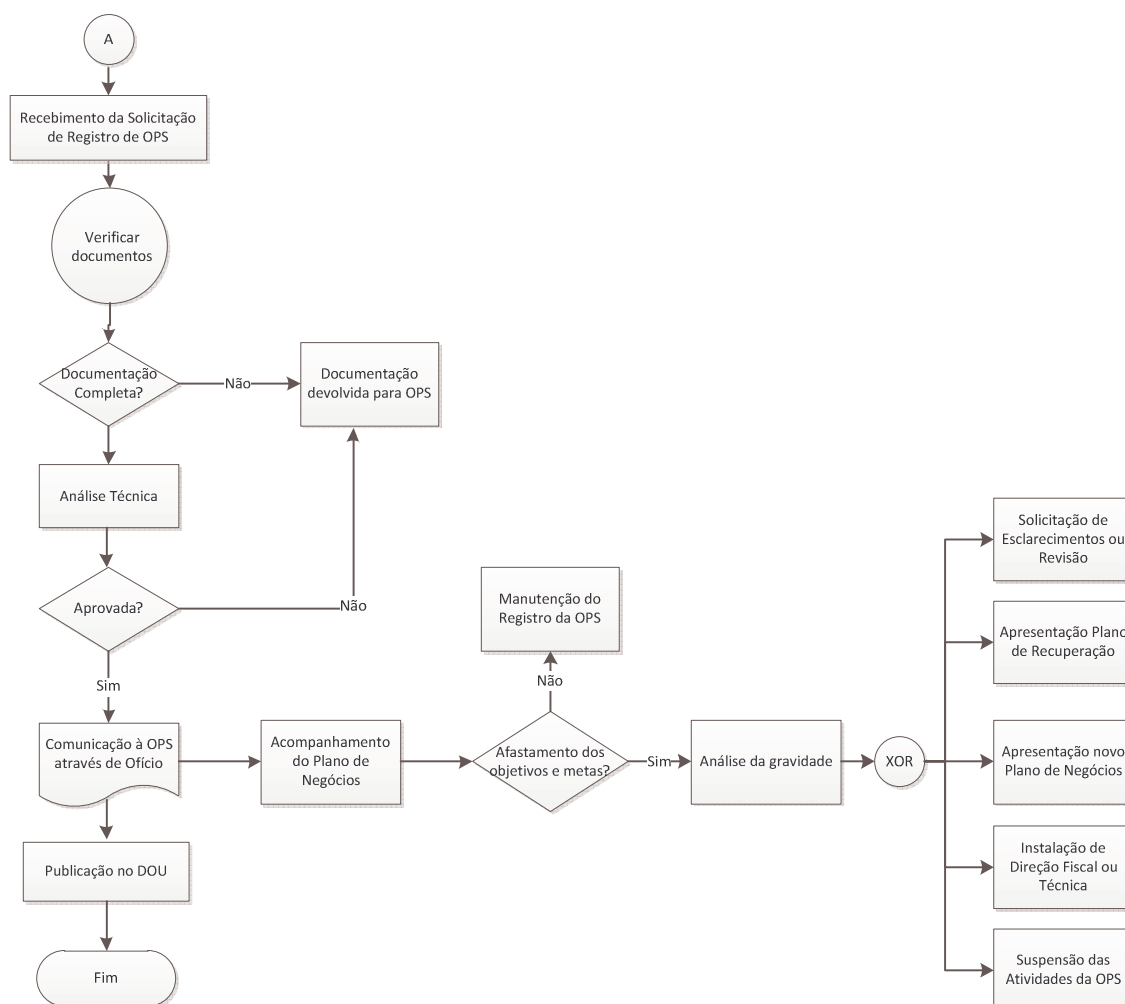 A
Recebimento da Solicitação
de Registro de OPS
Verificar
documentos
Documentação
Completa?
Não
Documentação
devolvida para OPS
Análise Técnica
Aprovada?
Não
Sim
Comunicação à OPS
através de Ofício
Acompanhamento
do Plano de
Negócios
Afastamento dos
objetivos e metas?
Não
Manutenção do
Registro da OPS
Sim
Análise da gravidade
XOR
Solicitação de
Esclarecimentos ou
Revisão
Apresentação Plano
de Recuperação
Apresentação novo
Plano de Negócios
Instalação de
Direção Fiscal ou
Técnica
Suspensão das
Atividades da OPS
Publicação no DOU
Fim